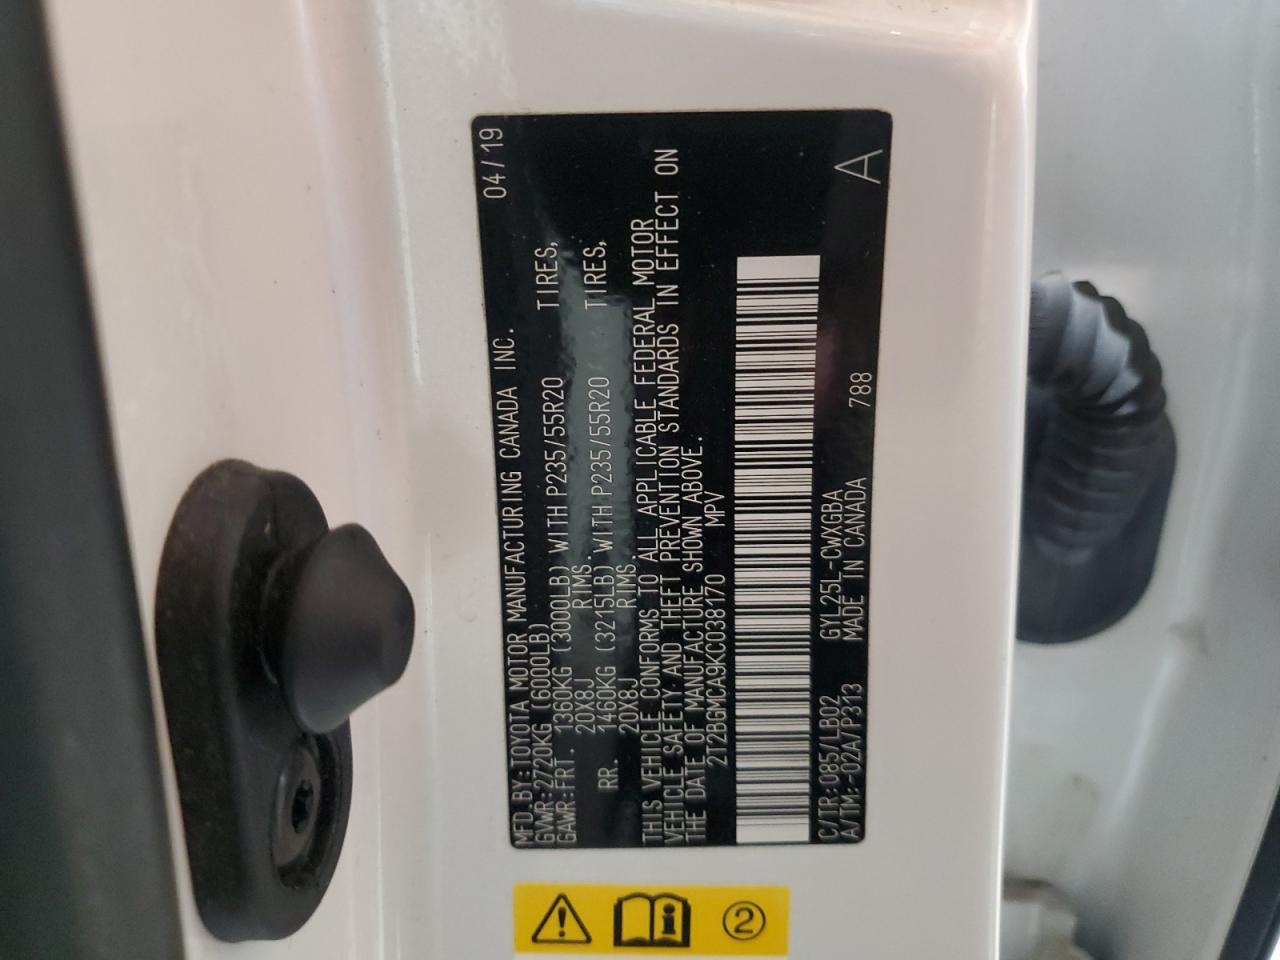 MFD.BY:TOYOTA MOTOR MANUFACTURING CANADA INC. 04/19
GVWR:2720KG (6000LB)
GAWR:FRT. 1360KG (3000LB) WITH P235/55R20 TIRES,
20X8J RIMS.
RR. 1460KG (3215LB) WITH P235/55R20 TIRES,
20X8J RIMS.
THIS VEHICLE CONFORMS TO ALL APPLICABLE FEDERAL MOTOR
VEHICLE SAFETY AND THEFT PREVENTION STANDARDS IN EFFECT ON
THE DATE OF MANUFACTURE SHOWN ABOVE.
2T2BGMCA9KC038170 MPV
C/TR:085/LB02 GYL25L-CWXGBA
A/TM:-02A/P313 MADE IN CANADA 788 A
2